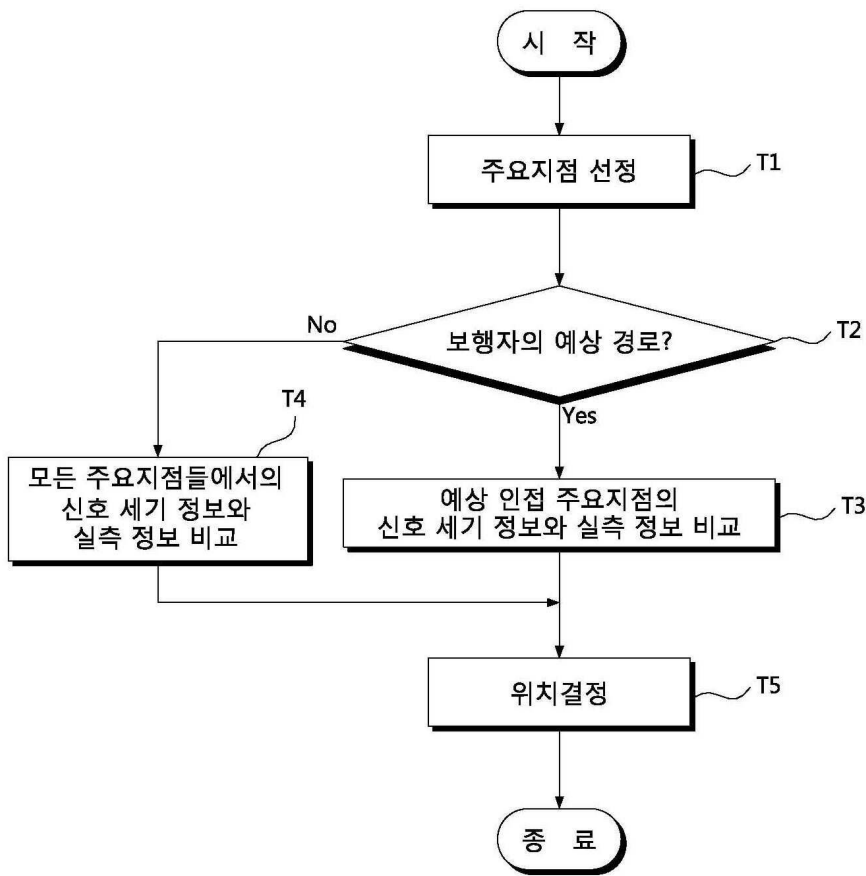 시 작
주요지점 선정
T1
보행자의 예상 경로?
T2
No
Yes
T4
모든 주요지점들에서의
신호 세기 정보와
실측 정보 비교
예상 인접 주요지점의
신호 세기 정보와 실측 정보 비교
T3
위치결정
T5
종 료